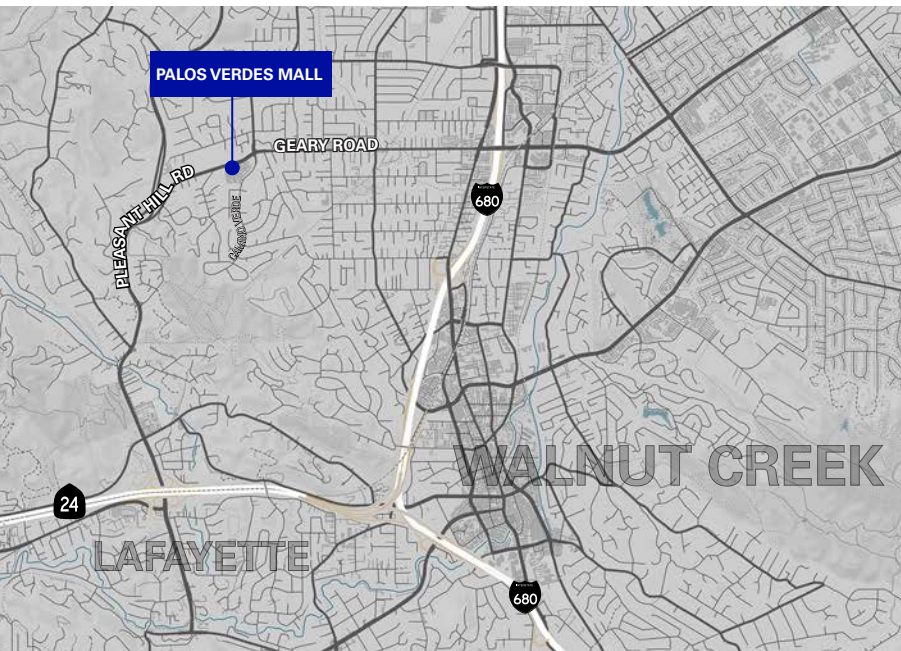 PALOS VERDES MALL
GEARY ROAD
PLEASANT HILL RD
CAMINO VERDE
680
WALNUT CREEK
24
LAFAYETTE
680